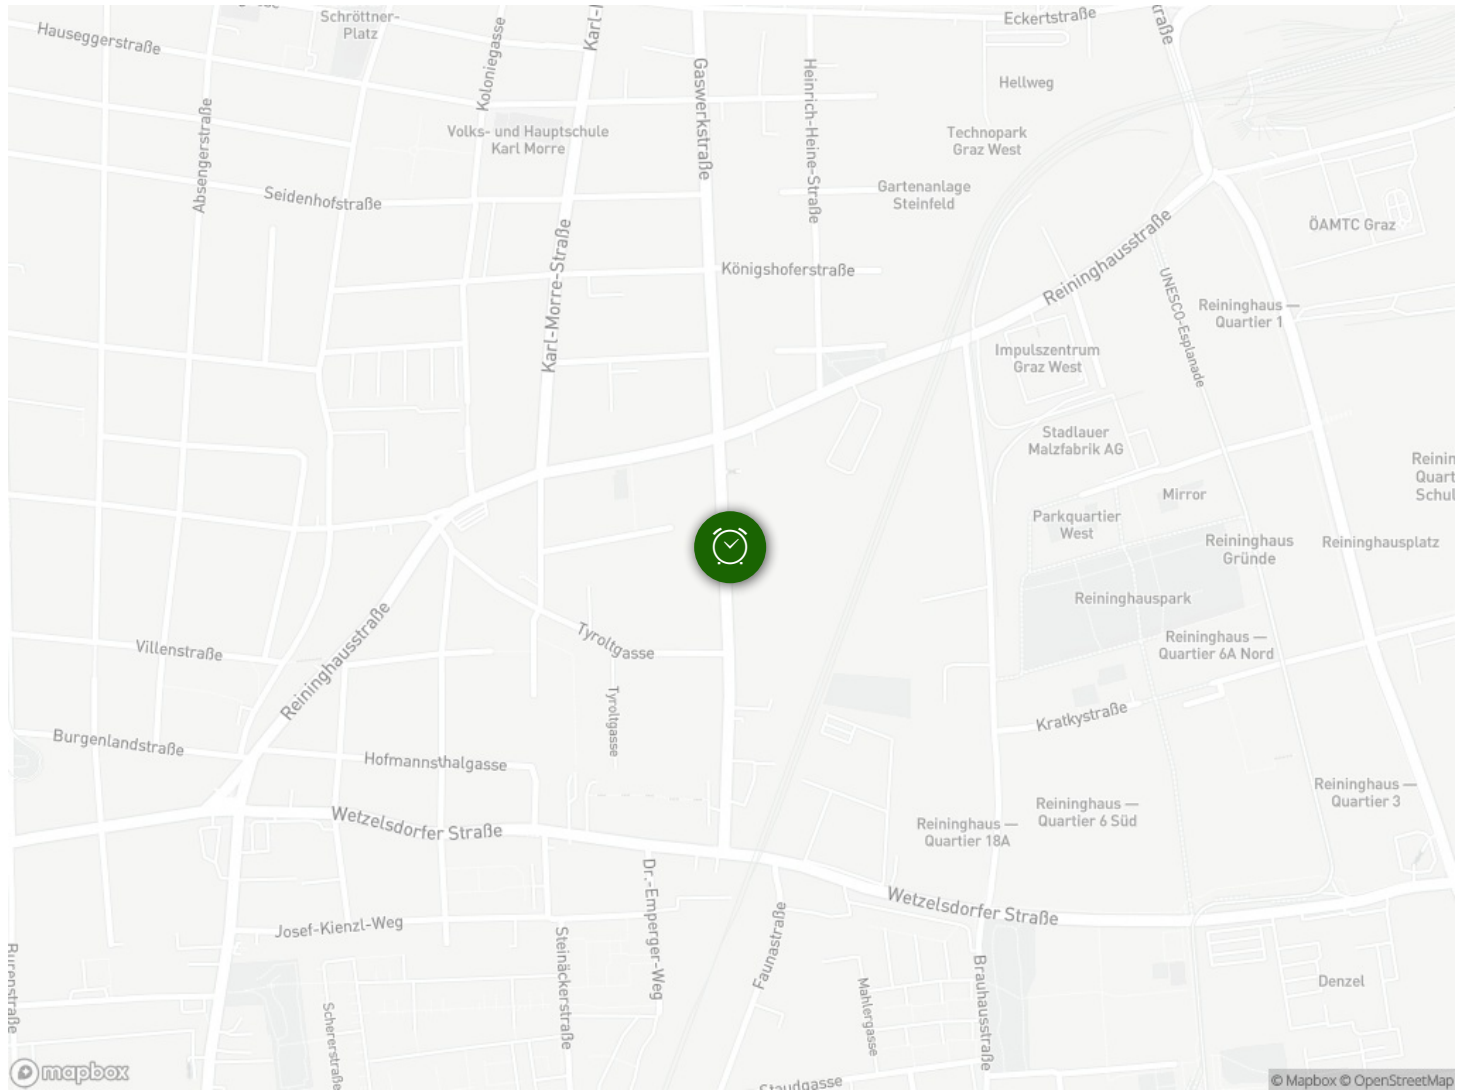 Schröttner-
Platz
Eckertstraße
Hauseggerstraße
Koloniegasse
Gaswerkstraße
Heinrich-Heine-Straße
Hellweg
Absengerstraße
Volks- und Hauptschule
Karl Morre
Technopark
Graz West
Seidenhofstraße
Gartenanlage
Steinfeld
Karl-Morre-Straße
Königshoferstraße
Reininghausstraße
ÖAMTC Graz
UNESCO-Esplanade
Reininghaus —
Quartier 1
Impulszentrum
Graz West
Stadlauer
Malzfabrik AG
Mirror
Parkquartier
West
Reininghaus
Gründe
Reininghausplatz
Reininghauspark
Villenstraße
Reininghausstraße
Tyroltgasse
Tyroltgasse
Reininghaus —
Quartier 6A Nord
Kratkystraße
Burgenlandstraße
Hofmannsthalgasse
Wetzelsdorfer Straße
Reininghaus —
Quartier 3
Reininghaus —
Quartier 6 Süd
Reininghaus —
Quartier 18A
Dr.-Emperger-Weg
Wetzelsdorfer Straße
Josef-Kienzl-Weg
Steinäckerstraße
Faunastraße
Brauhausstraße
Mahlergasse
Denzel
Burenstraße
Schererstraße
Staudgasse
mapbox
© Mapbox © OpenStreetMap